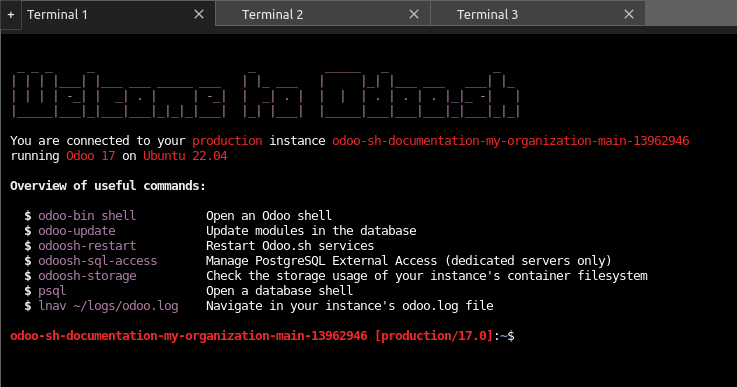 + Terminal 1 × Terminal 2 × Terminal 3 ×
Welcome to Odoo.sh
You are connected to your production instance odoo-sh-documentation-my-organization-main-13962946
running Odoo 17 on Ubuntu 22.04
Overview of useful commands:
$ odoo-bin shell Open an Odoo shell
$ odoo-update Update modules in the database
$ odoosh-restart Restart Odoo.sh services
$ odoosh-sql-access Manage PostgreSQL External Access (dedicated servers only)
$ odoosh-storage Check the storage usage of your instance's container filesystem
$ psql Open a database shell
$ lnav ~/logs/odoo.log Navigate in your instance's odoo.log file
odoo-sh-documentation-my-organization-main-13962946 [production/17.0]:~$